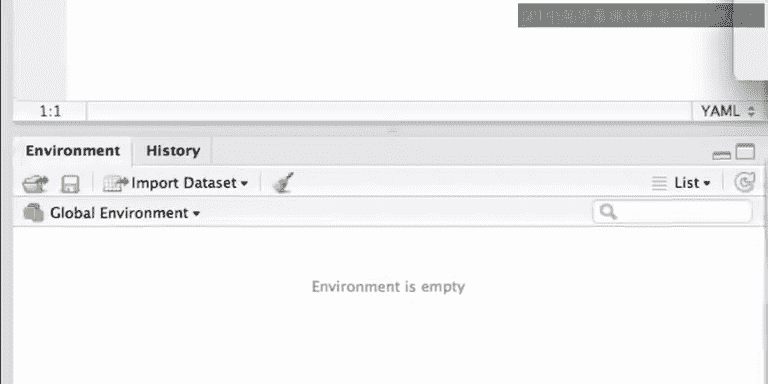 1:1
YAML
Environment
History
Import Dataset
List
Global Environment
Environment is empty